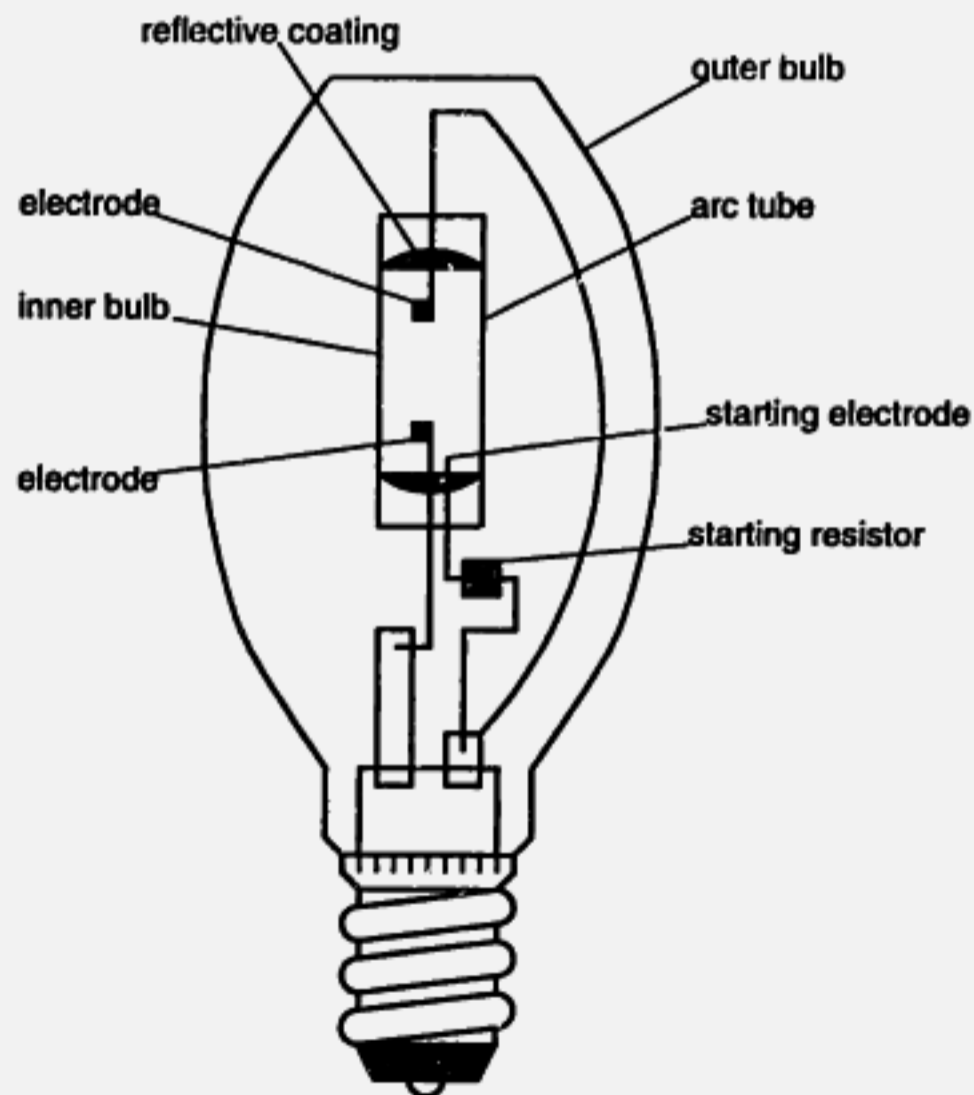 reflective coating
outer bulb
electrode
arc tube
inner bulb
starting electrode
electrode
starting resistor